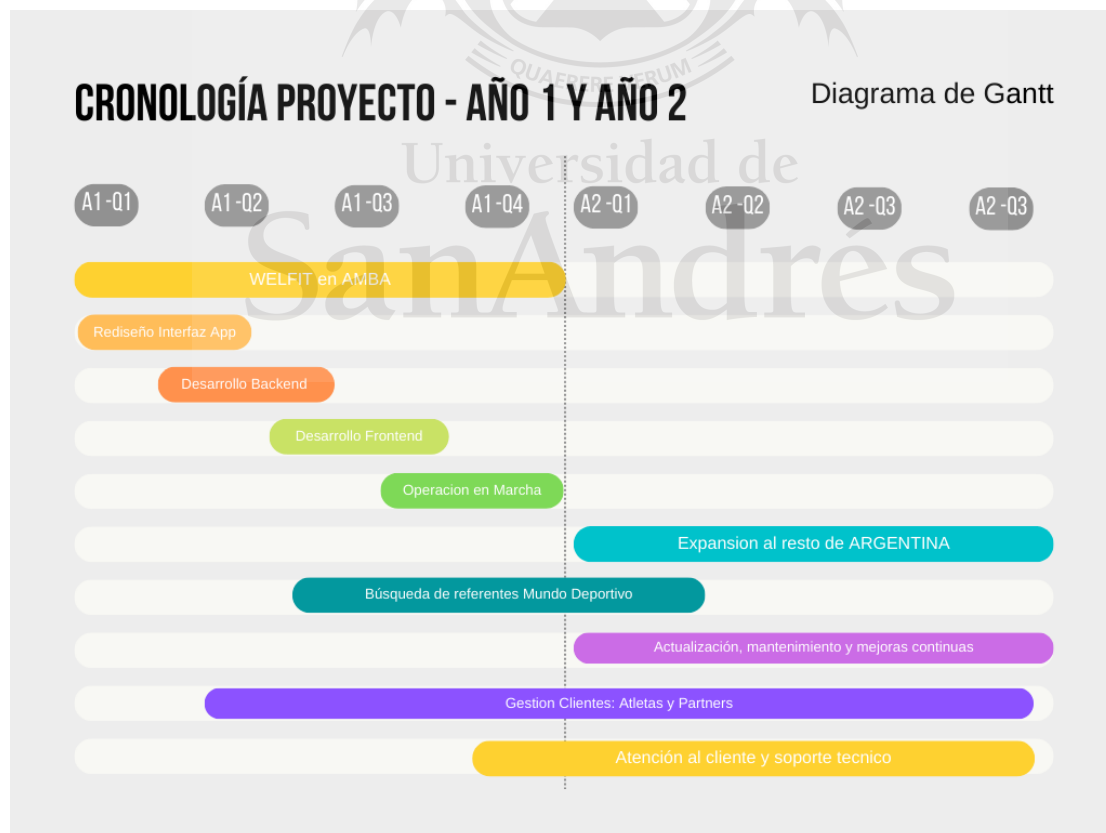 QUAERERE VERUM
CRONOLOGÍA PROYECTO - AÑO 1 Y AÑO 2
Diagrama de Gantt
Universidad de
SanAndrés
A1 -Q1 A1 -Q2 A1 -Q3 A1 -Q4 A2 -Q1 A2 -Q2 A2 -Q3 A2 -Q3
WELFIT en AMBA
Rediseño Interfaz App
Desarrollo Backend
Desarrollo Frontend
Operacion en Marcha
Expansion al resto de ARGENTINA
Búsqueda de referentes Mundo Deportivo
Actualización, mantenimiento y mejoras continuas
Gestion Clientes: Atletas y Partners
Atención al cliente y soporte tecnico